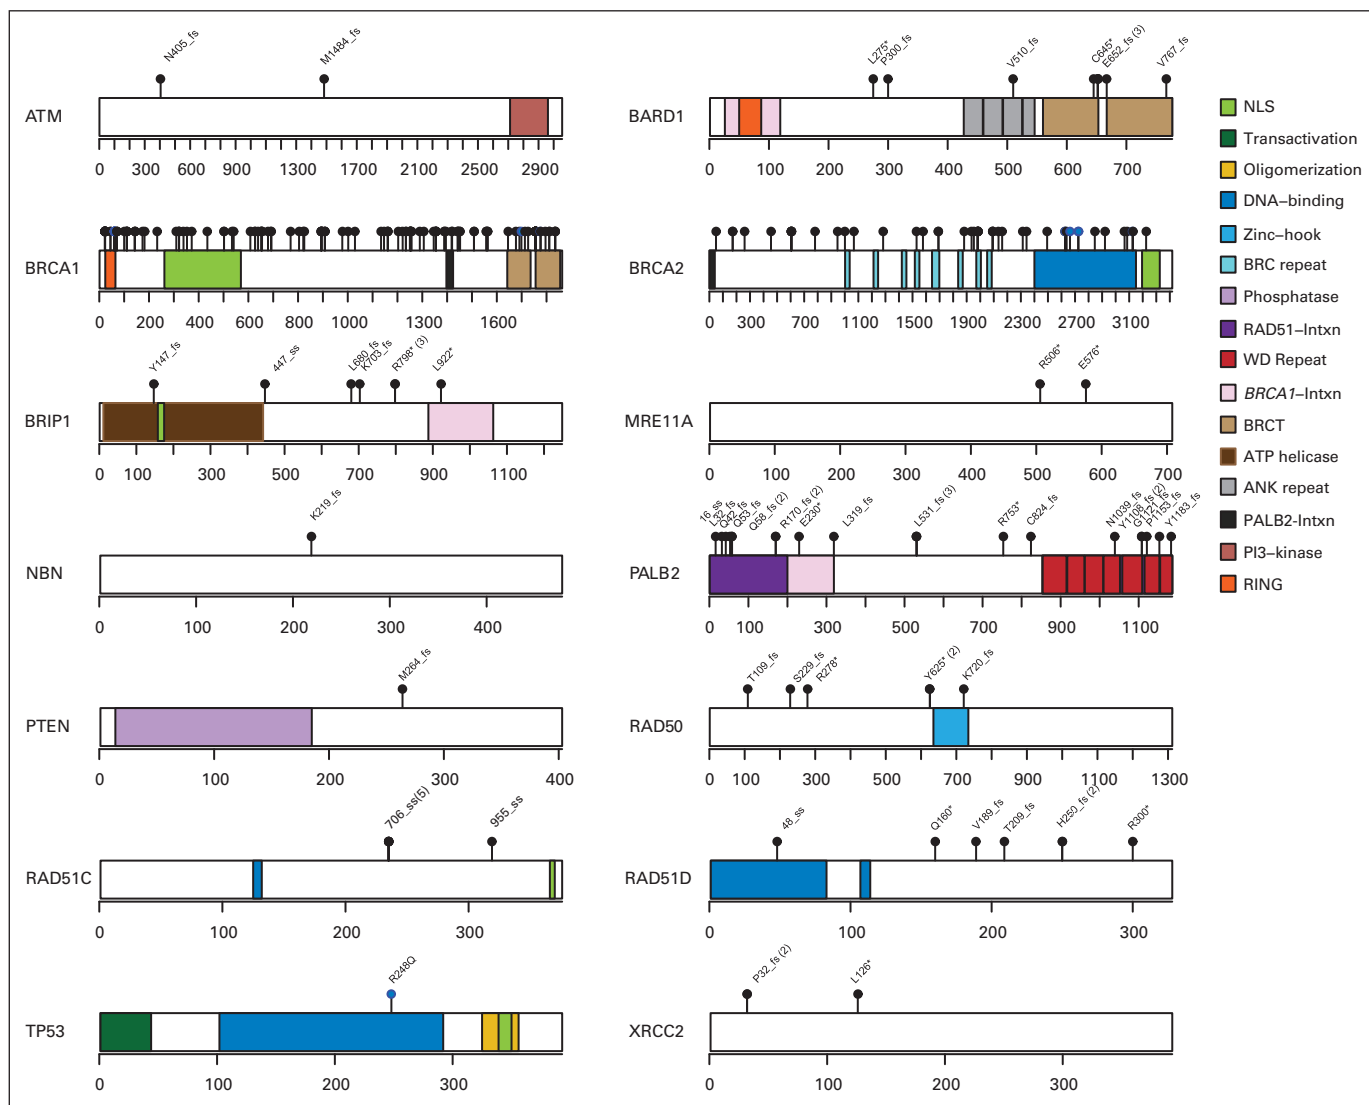 N405_fs
M1484_fs
ATM
0 300 600 900 1300 1700 2100 2500 2900
L275*
P300_fs
V510_fs
C645*
E652_fs (3)
V767_fs
BARD1
0 100 200 300 400 500 600 700
BRCA1
0 200 400 600 800 1000 1300 1600
BRCA2
0 300 700 1100 1500 1900 2300 2700 3100
Y147_fs
447_ss
L680_fs
K703_fs
R798* (3)
L922*
BRIP1
0 100 300 500 700 900 1100
R506*
E576*
MRE11A
0 100 200 300 400 500 600 700
K219_fs
NBN
0 100 200 300 400
16_ss
L32_fs
Q42_fs
Q53_fs
Q58_fs (2)
R170_fs (2)
E230*
L319_fs
L531_fs (3)
R753*
C824_fs
N1039_fs
Y1108_fs (2)
G1121_fs
P1153_fs
Y1183_fs
PALB2
0 100 300 500 700 900 1100
M264_fs
PTEN
0 100 200 300 400
T109_fs
S229_fs
R278*
Y625* (2)
K720_fs
RAD50
0 100 300 500 700 900 1100 1300
706_ss(5)
955_ss
RAD51C
0 100 200 300
48_ss
Q160*
V189_fs
T209_fs
H250_fs (2)
R300*
RAD51D
0 100 200 300
R248Q
TP53
0 100 200 300
P32_fs (2)
L126*
XRCC2
0 100 200 300
NLS
Transactivation
Oligomerization
DNA–binding
Zinc–hook
BRC repeat
Phosphatase
RAD51–Intxn
WD Repeat
BRCA1–Intxn
BRCT
ATP helicase
ANK repeat
PALB2-Intxn
PI3–kinase
RING